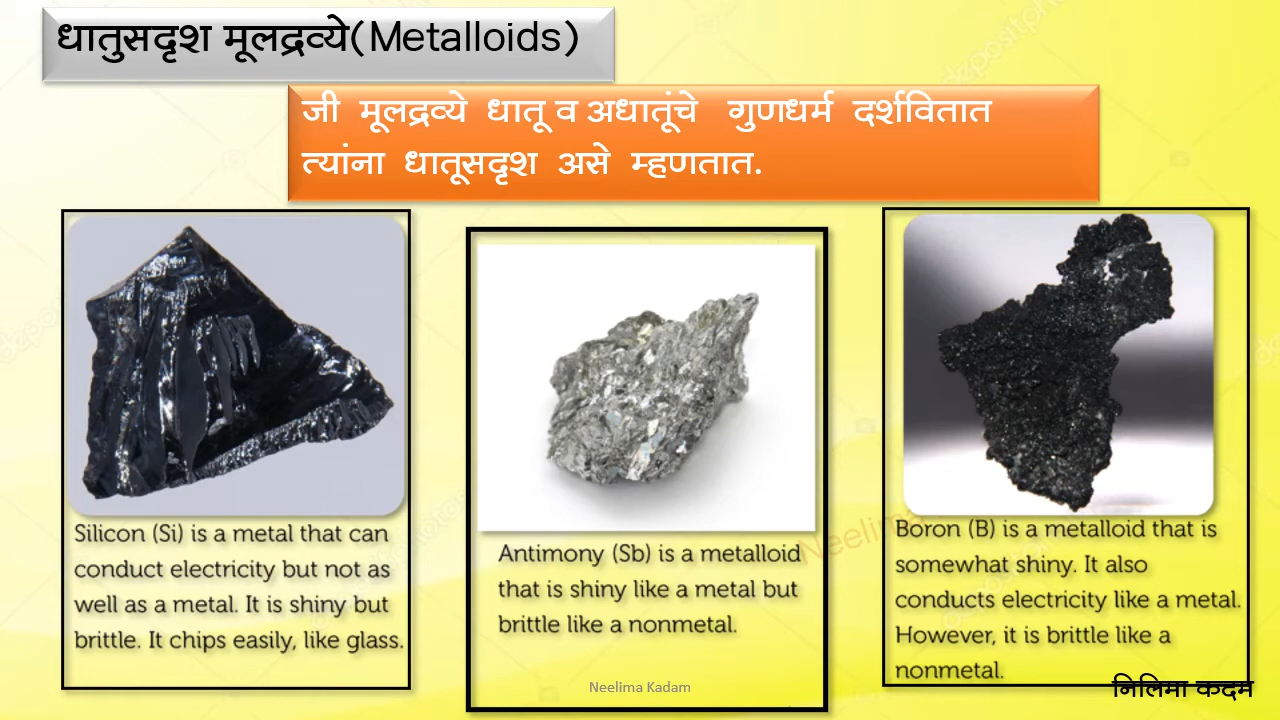 धातुसदृश मूलद्रव्ये(Metalloids)
जी मूलद्रव्ये धातू व अधातूंचे गुणधर्म दर्शवितात
त्यांना धातूसदृश असे म्हणतात.
Silicon (Si) is a metal that can
conduct electricity but not as
well as a metal. It is shiny but
brittle. It chips easily, like glass.
Antimony (Sb) is a metalloid
that is shiny like a metal but
brittle like a nonmetal.
Boron (B) is a metalloid that is
somewhat shiny. It also
conducts electricity like a metal.
However, it is brittle like a
nonmetal.
Neelima
Neelima Kadam
निलिमा कदम